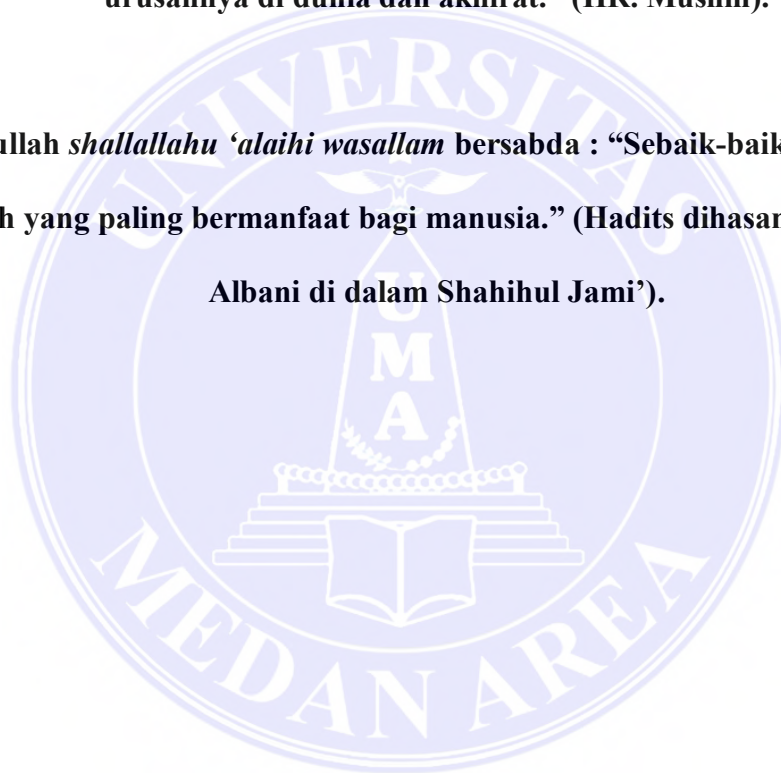 urusannya di dunia dan akhirat.” (HR. Muslim).
ullah shallallahu ‘alaihi wasallam bersabda : “Sebaik-baik
h yang paling bermanfaat bagi manusia.” (Hadits dihasan
Albani di dalam Shahihul Jami’).
UNIVERSITAS
U
M
A
MEDAN AREA